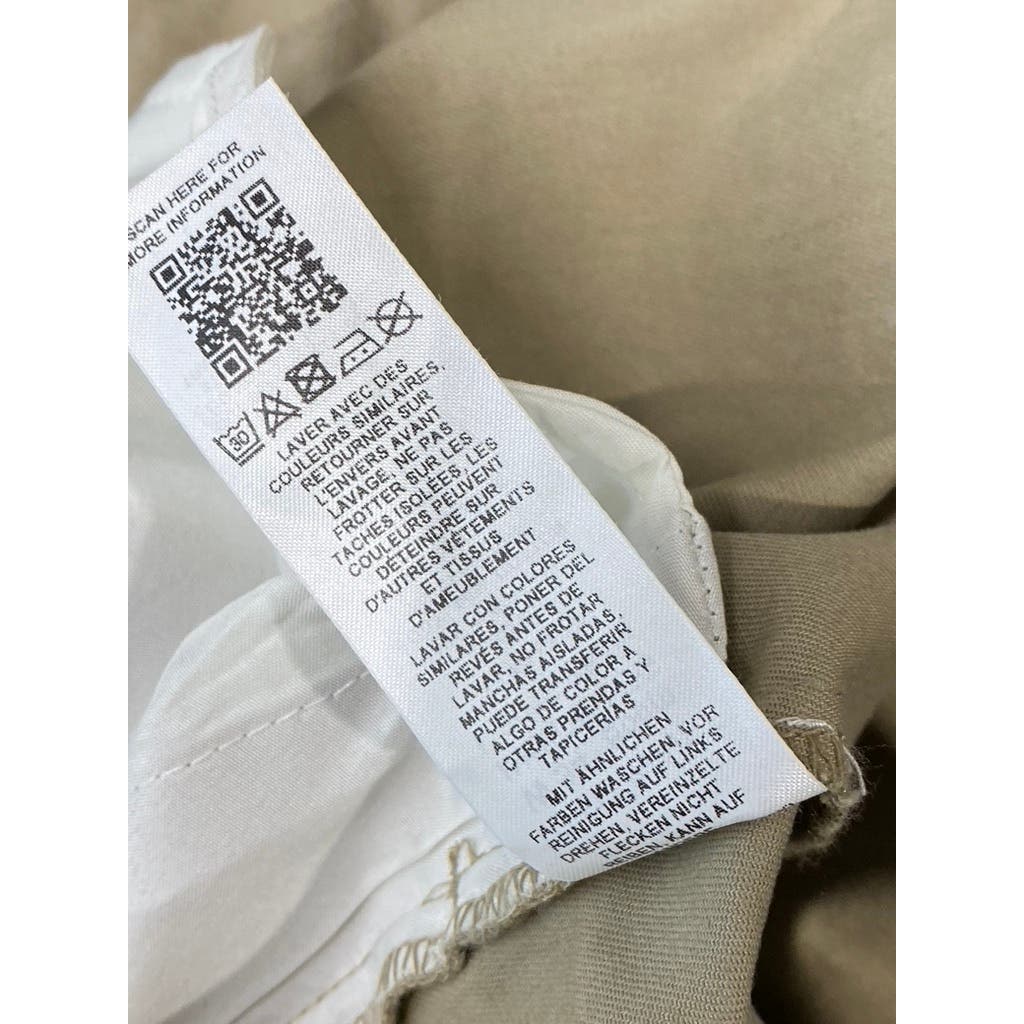 SCAN HERE FOR
MORE INFORMATION
30
LAVER AVEC DES
COULEURS SIMILAIRES,
RETOURNER SUR
L'ENVERS AVANT
LAVAGE, NE PAS
FROTTER SUR LES
TACHES ISOLÉES, LES
COULEURS PEUVENT
DÉTEINDRE SUR
D'AUTRES VÊTEMENTS
ET TISSUS
D'AMEUBLEMENT
LAVAR CON COLORES
SIMILARES, PONER DEL
REVÉS ANTES DE
LAVAR, NO FROTAR
MANCHAS AISLADAS,
PUEDE TRANSFERIR
ALGO DE COLOR A
OTRAS PRENDAS Y
TAPICERÍAS
MIT ÄHNLICHEN
FARBEN WASCHEN, VOR
REINIGUNG AUF LINKS
DREHEN, VEREINZELTE
FLECKEN NICHT
REIBEN, KANN AUF